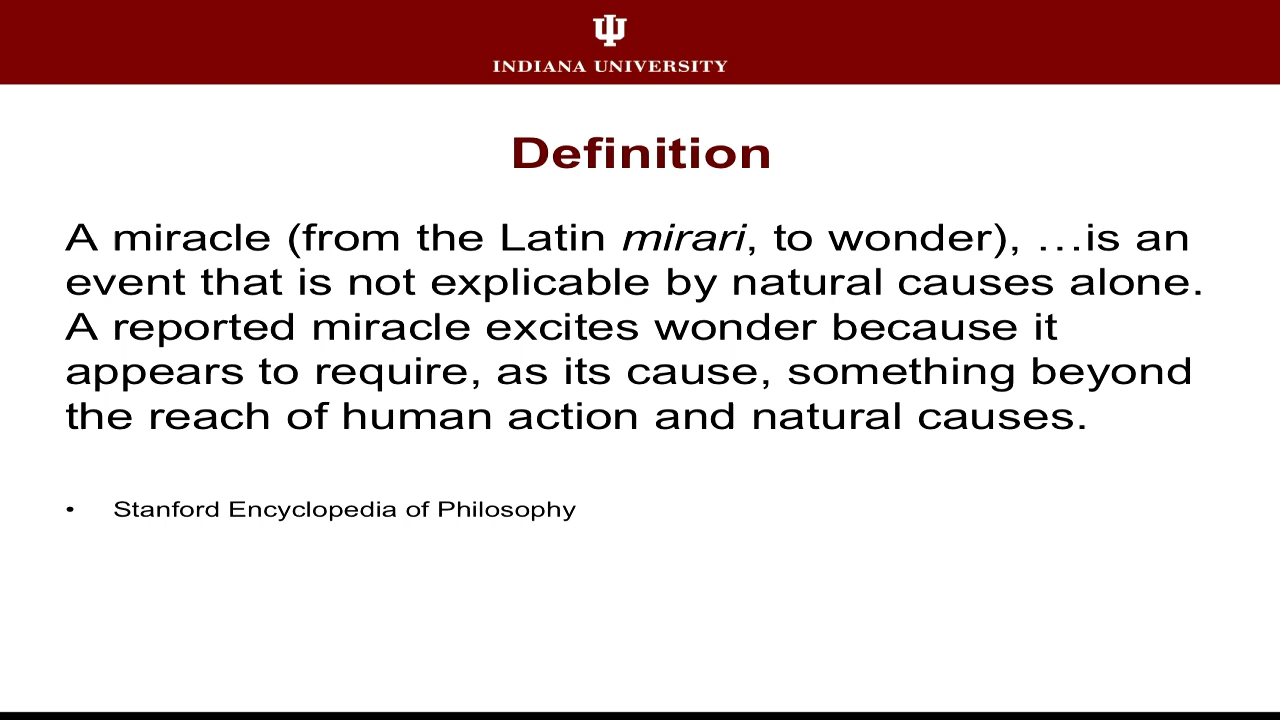 INDIANA UNIVERSITY
Definition
A miracle (from the Latin mirari, to wonder), …is an
event that is not explicable by natural causes alone.
A reported miracle excites wonder because it
appears to require, as its cause, something beyond
the reach of human action and natural causes.
• Stanford Encyclopedia of Philosophy